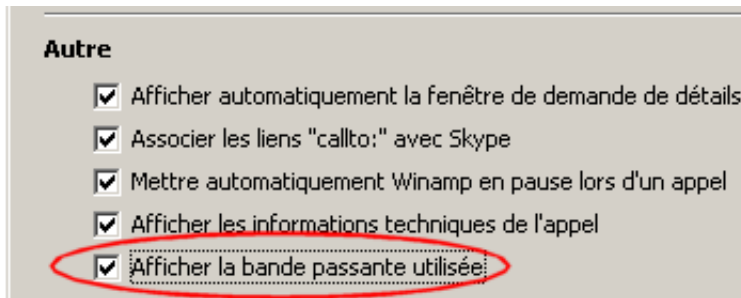 Autre
Afficher automatiquement la fenêtre de demande de détails
Associer les liens "callto:" avec Skype
Mettre automatiquement Winamp en pause lors d'un appel
Afficher les informations techniques de l'appel
Afficher la bande passante utilisée